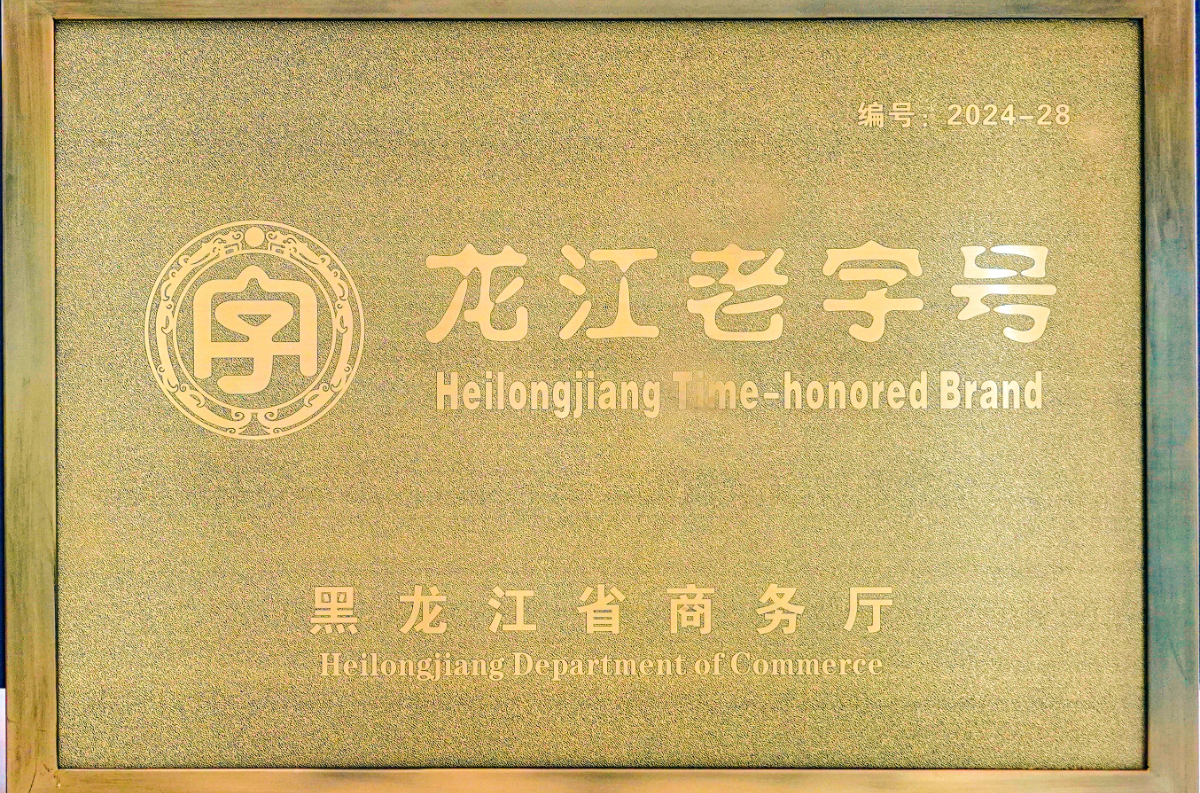 编号：2024-28
字
龙江老字号
Heilongjiang Time-honored Brand
黑龙江省商务厅
Heilongjiang Department of Commerce